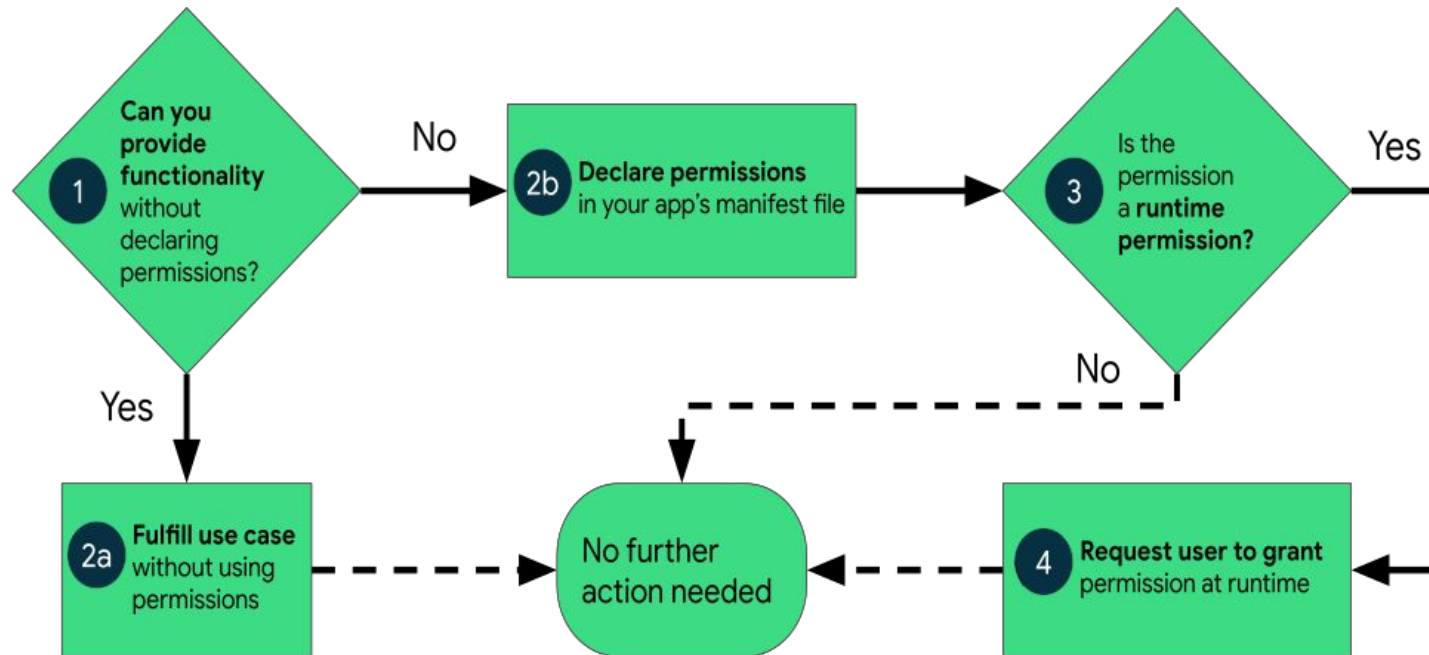 1
Can you
provide
functionality
without
declaring
permissions?
No
2b
Declare permissions
in your app's manifest file
3
Is the
permission
a runtime
permission?
Yes
Yes
No
2a
Fulfill use case
without using
permissions
No further
action needed
4
Request user to grant
permission at runtime